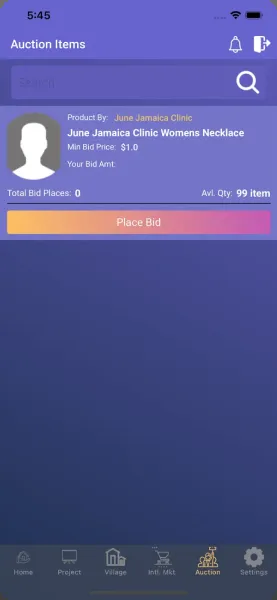 5:45
Auction Items
Search
Product By: June Jamaica Clinic
June Jamaica Clinic Womens Necklace
Min Bid Price: $1.0
Your Bid Amt:
Total Bid Places: 0 Avl. Qty: 99 item
Place Bid
Home Project Village Intl. Mkt Auction Settings